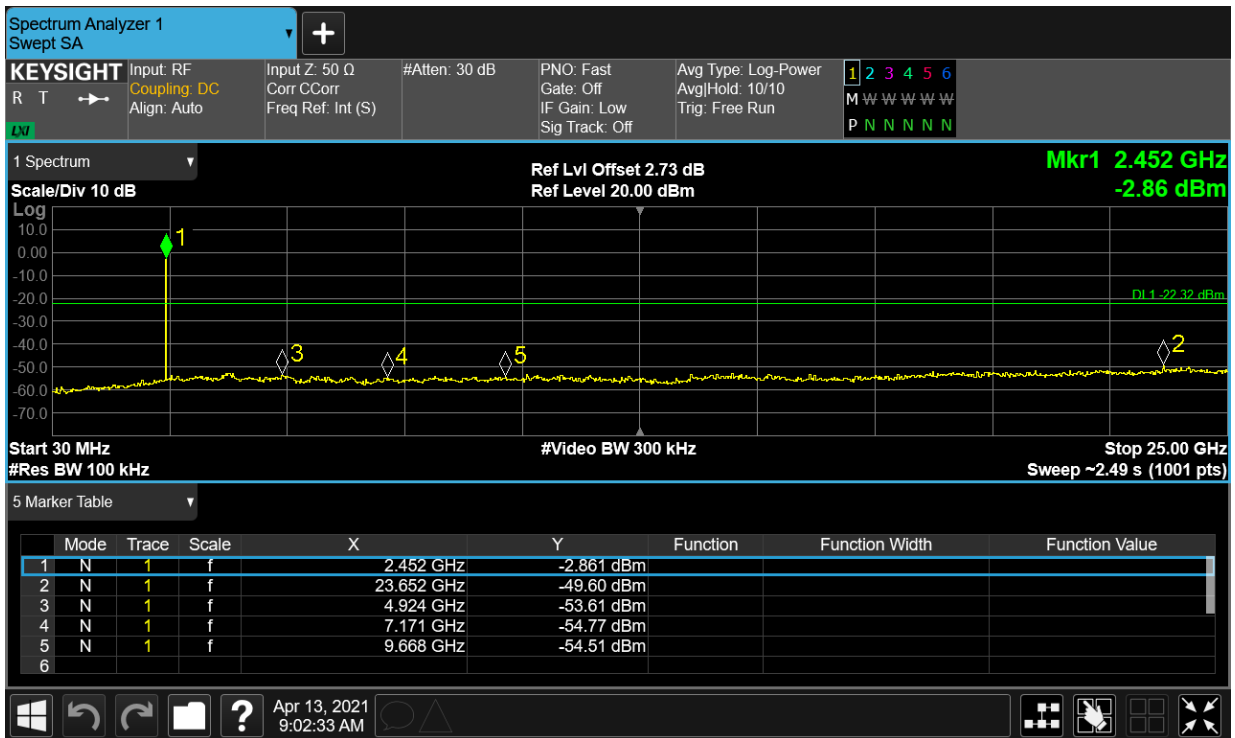 Spectrum Analyzer 1
Swept SA
KEYSIGHT
R T
LXI
Input: RF
Coupling: DC
Align: Auto
Input Z: 50 Ω
Corr CCorr
Freq Ref: Int (S)
#Atten: 30 dB
PNO: Fast
Gate: Off
IF Gain: Low
Sig Track: Off
Avg Type: Log-Power
Avg|Hold: 10/10
Trig: Free Run
1 2 3 4 5 6
M W W W W W
P N N N N N
1 Spectrum
Scale/Div 10 dB
Ref Lvl Offset 2.73 dB
Ref Level 20.00 dBm
Mkr1 2.452 GHz
-2.86 dBm
Log
10.0
0.00
-10.0
-20.0
-30.0
-40.0
-50.0
-60.0
-70.0
1
3
4
5
2
DL1 -22.32 dBm
Start 30 MHz
#Res BW 100 kHz
#Video BW 300 kHz
Stop 25.00 GHz
Sweep ~2.49 s (1001 pts)
5 Marker Table
Mode Trace Scale X Y Function Function Width Function Value
1 N 1 f 2.452 GHz -2.861 dBm
2 N 1 f 23.652 GHz -49.60 dBm
3 N 1 f 4.924 GHz -53.61 dBm
4 N 1 f 7.171 GHz -54.77 dBm
5 N 1 f 9.668 GHz -54.51 dBm
6
?
Apr 13, 2021
9:02:33 AM